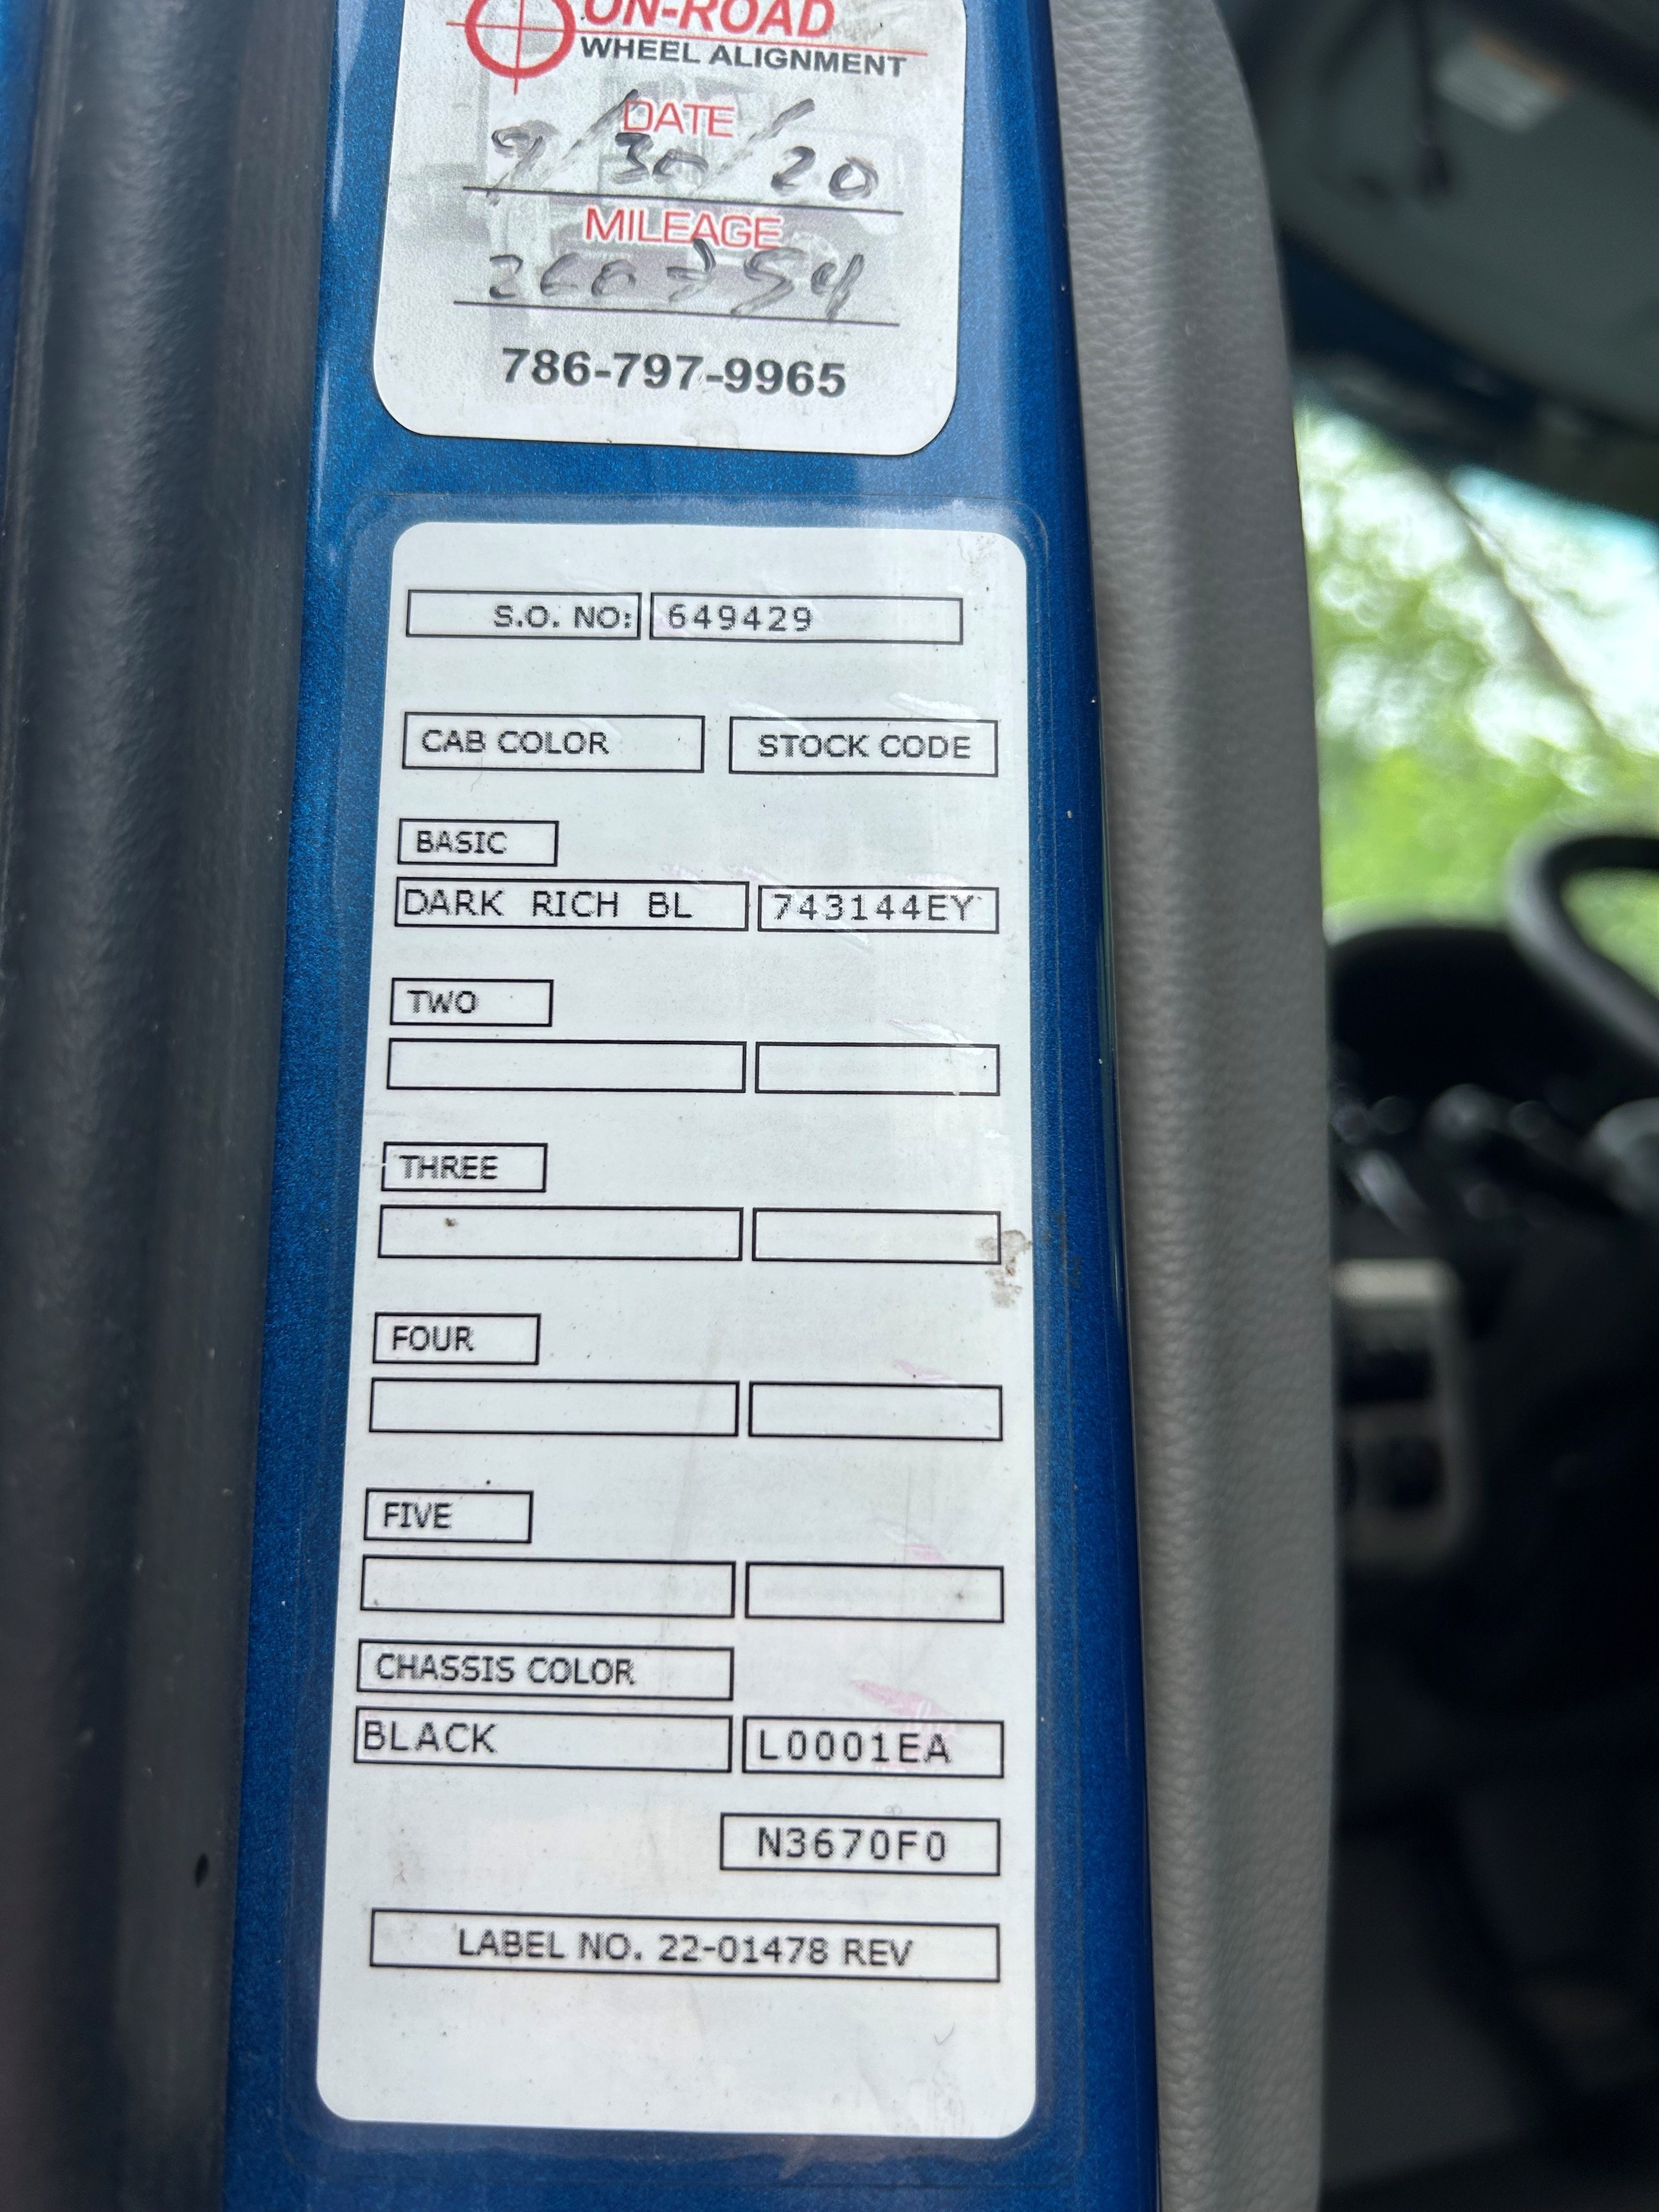 ON-ROAD
WHEEL ALIGNMENT
DATE
9/30/20
MILEAGE
260754
786-797-9965
S.O. NO: 649429
CAB COLOR STOCK CODE
BASIC
DARK RICH BL 743144EY
TWO
THREE
FOUR
FIVE
CHASSIS COLOR
BLACK L0001EA
N3670F0
LABEL NO. 22-01478 REV